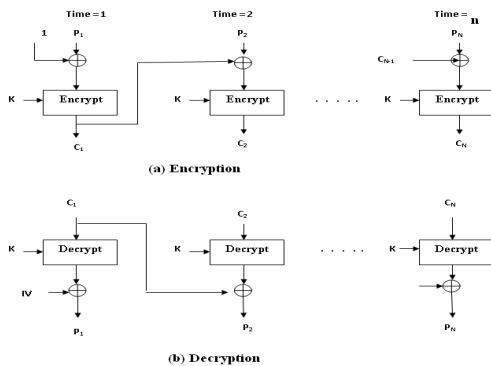 Time = 1 Time = 2 Time = n
1 P1 P2 PN
CN-1
K Encrypt K Encrypt . . . . . K Encrypt
C1 C2 CN
(a) Encryption
C1 C2 CN
K Decrypt K Decrypt . . . . . K Decrypt
IV
P1 P2 PN
(b) Decryption